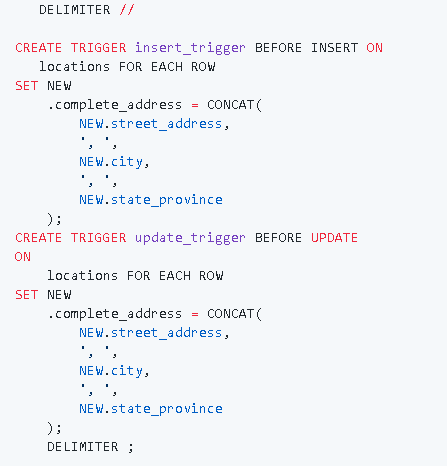 DELIMITER //
CREATE TRIGGER insert_trigger BEFORE INSERT ON
locations FOR EACH ROW
SET NEW
.complete_address = CONCAT(
NEW.street_address,
', ',
NEW.city,
', ',
NEW.state_province
);
CREATE TRIGGER update_trigger BEFORE UPDATE
ON
locations FOR EACH ROW
SET NEW
.complete_address = CONCAT(
NEW.street_address,
', ',
NEW.city,
', ',
NEW.state_province
);
DELIMITER ;